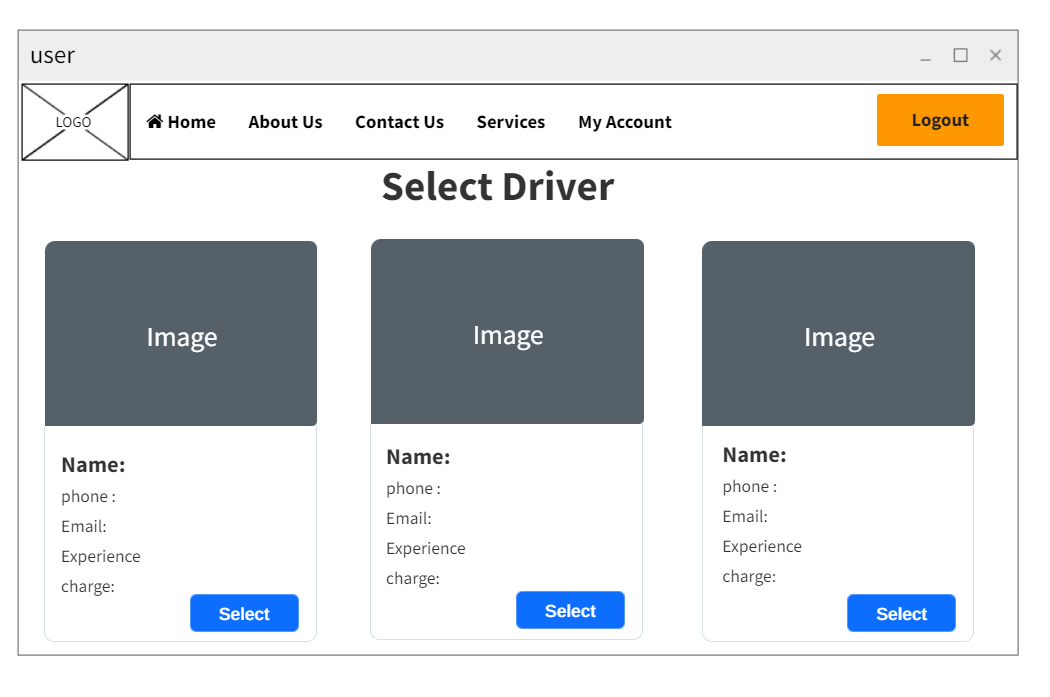 user
LOGO
Home About Us Contact Us Services My Account
Logout
Select Driver
Image
Name:
phone :
Email:
Experience
charge:
Select
Image
Name:
phone :
Email:
Experience
charge:
Select
Image
Name:
phone :
Email:
Experience
charge:
Select